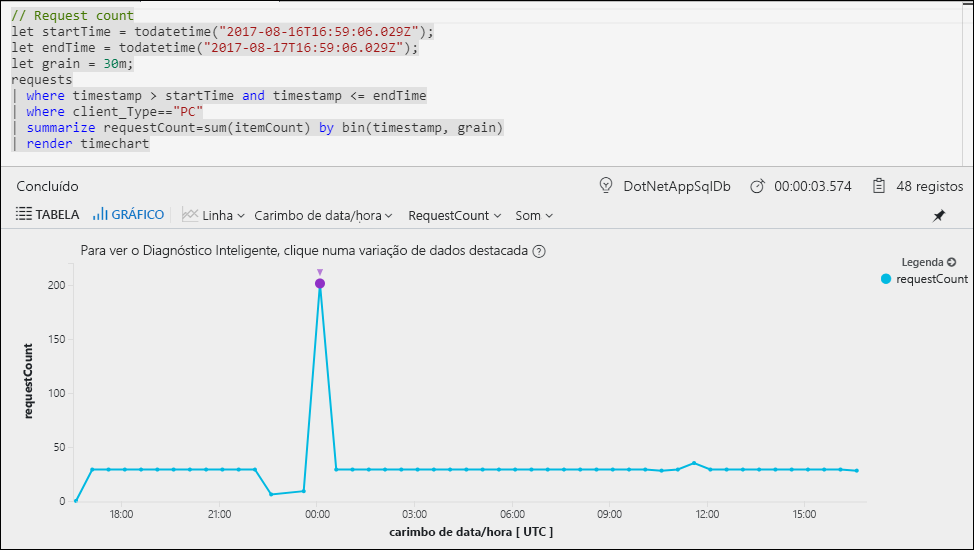 // Request count
let startTime = todatetime("2017-08-16T16:59:06.029Z");
let endTime = todatetime("2017-08-17T16:59:06.029Z");
let grain = 30m;
requests
| where timestamp > startTime and timestamp <= endTime
| where client_Type=="PC"
| summarize requestCount=sum(itemCount) by bin(timestamp, grain)
| render timechart
Concluído DotNetAppSqlDb 00:00:03.574 48 registos
TABELA GRÁFICO Linha Carimbo de data/hora RequestCount Som
Para ver o Diagnóstico Inteligente, clique numa variação de dados destacada ?
Legenda
requestCount
requestCount
200
150
100
50
0
18:00 21:00 00:00 03:00 06:00 09:00 12:00 15:00
carimbo de data/hora [ UTC ]